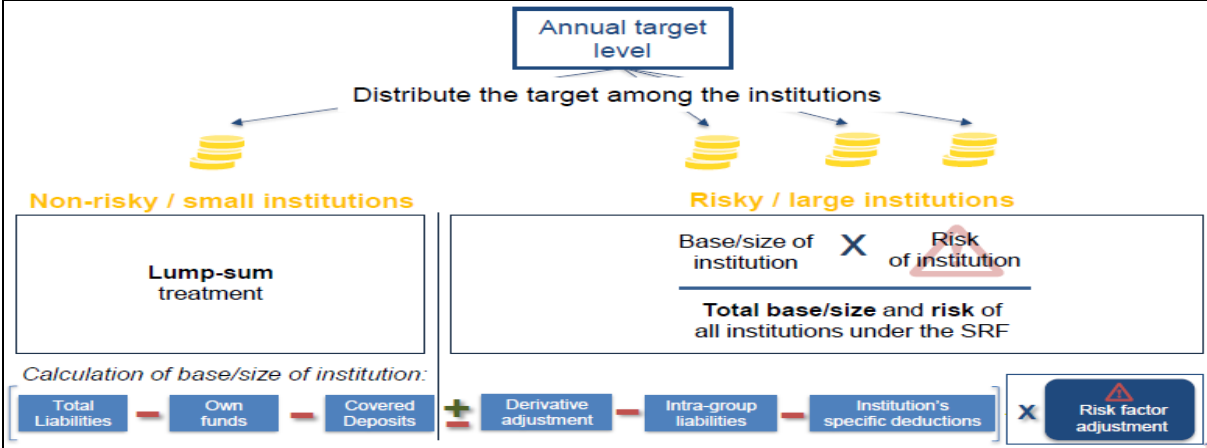 Annual target
level
Distribute the target among the institutions
Non-risky / small institutions
Risky / large institutions
Lump-sum
treatment
Base/size of
institution
X
Risk
of institution
Total base/size and risk of
all institutions under the SRF
Calculation of base/size of institution:
[ Total
Liabilities
–
Own
funds
–
Covered
Deposits
±
Derivative
adjustment
–
Intra-group
liabilities
–
Institution's
specific deductions ]
X
Risk factor
adjustment